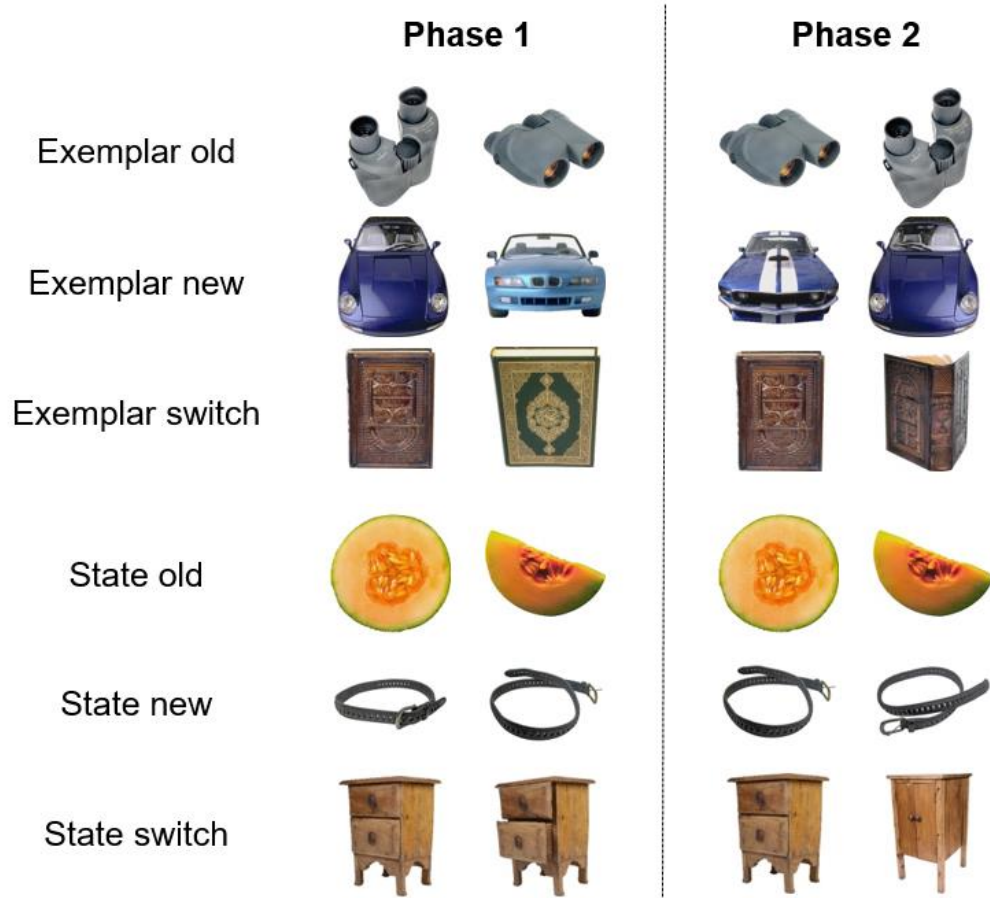 Phase 1
Phase 2
Exemplar old
Exemplar new
Exemplar switch
State old
State new
State switch